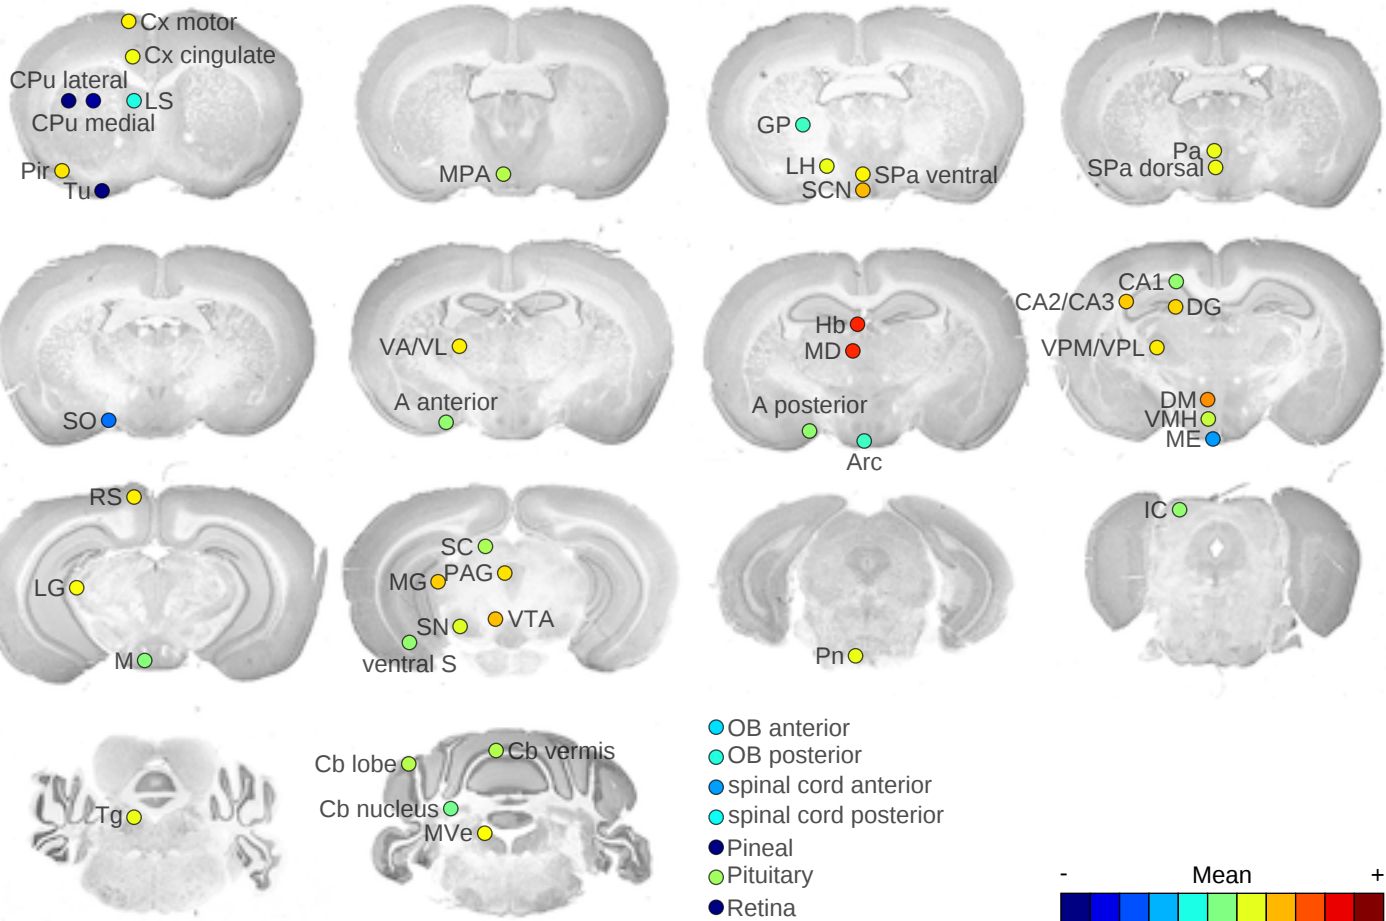 Cx motor
Cx cingulate
CPu lateral
LS
CPu medial
Pir
Tu
MPA
GP
LH
SPa ventral
SCN
Pa
SPa dorsal
SO
VA/VL
A anterior
Hb
MD
A posterior
Arc
CA1
CA2/CA3
DG
VPM/VPL
DM
VMH
ME
RS
LG
M
SC
MG
PAG
SN
VTA
ventral S
Pn
IC
Tg
Cb lobe
Cb vermis
Cb nucleus
MVe
OB anterior
OB posterior
spinal cord anterior
spinal cord posterior
Pineal
Pituitary
Retina
- Mean +